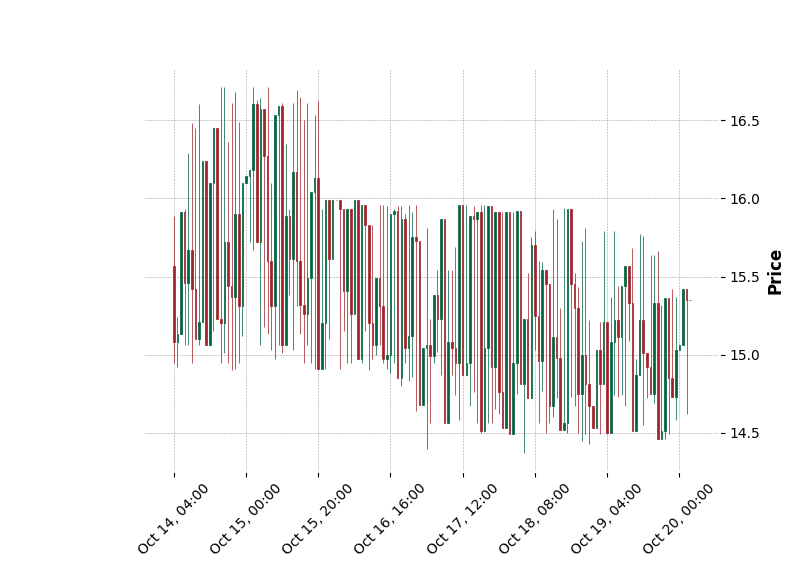 16.5
16.0
15.5
15.0
14.5
Price
Oct 14, 04:00
Oct 15, 00:00
Oct 15, 20:00
Oct 16, 16:00
Oct 17, 12:00
Oct 18, 08:00
Oct 19, 04:00
Oct 20, 00:00